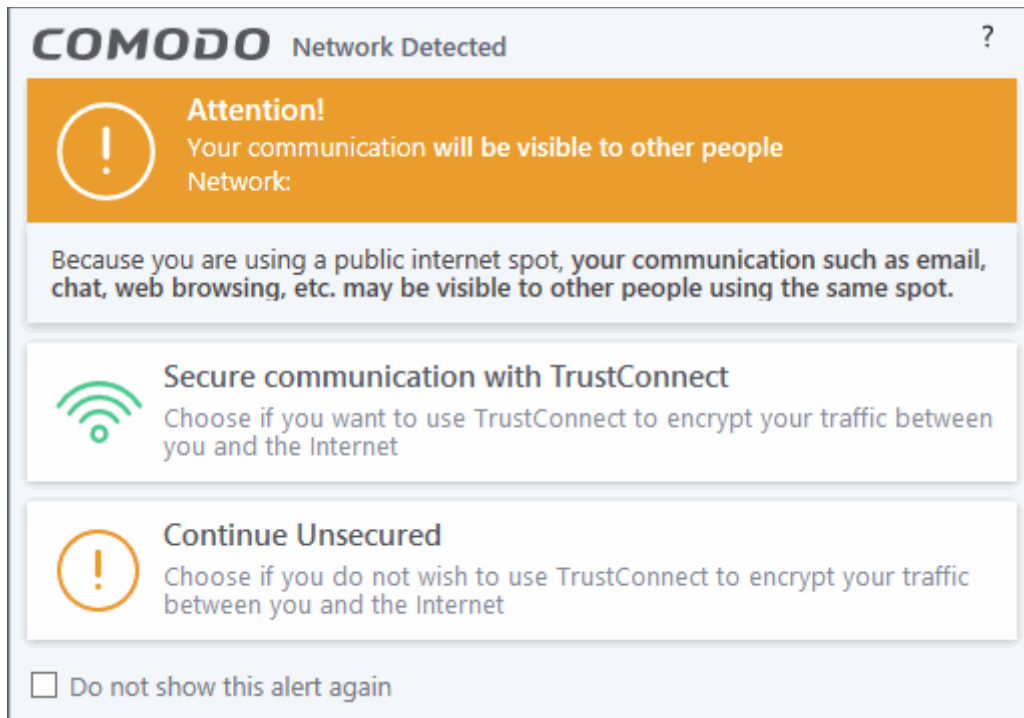 COMODO Network Detected ?
Attention!
Your communication will be visible to other people
Network:
Because you are using a public internet spot, your communication such as email,
chat, web browsing, etc. may be visible to other people using the same spot.
Secure communication with TrustConnect
Choose if you want to use TrustConnect to encrypt your traffic between
you and the Internet
Continue Unsecured
Choose if you do not wish to use TrustConnect to encrypt your traffic
between you and the Internet
Do not show this alert again